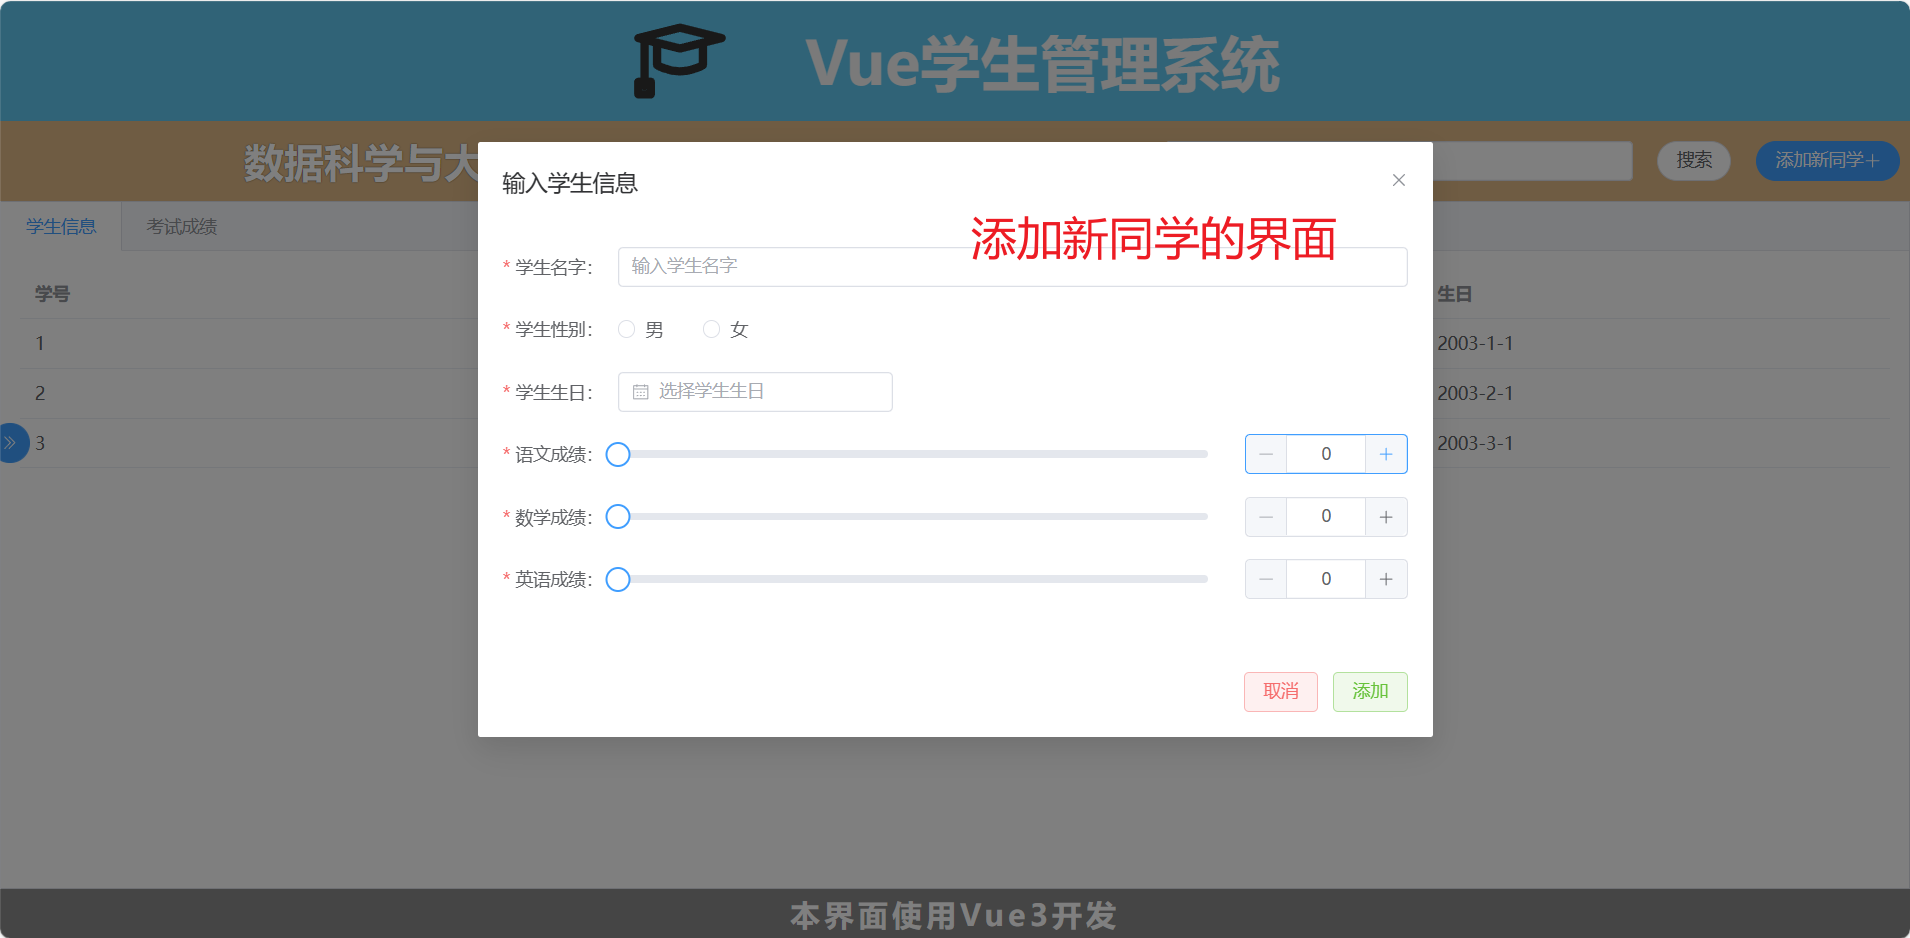 Vue学生管理系统
数据科学与大
搜索
添加新同学+
学生信息
考试成绩
输入学生信息
添加新同学的界面
* 学生名字：
输入学生名字
* 学生性别：
男
女
* 学生生日：
选择学生生日
* 语文成绩：
0
* 数学成绩：
0
* 英语成绩：
0
取消
添加
学号
生日
1
2003-1-1
2
2003-2-1
3
2003-3-1
本界面使用Vue3开发